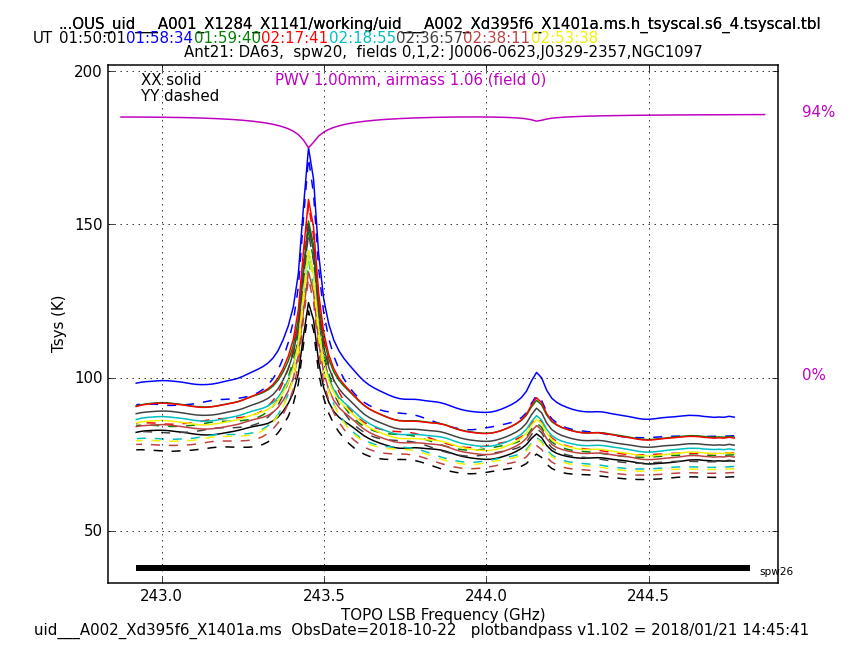 ...OUS_uid___A001_X1284_X1141/working/uid___A002_Xd395f6_X1401a.ms.h_tsyscal.s6_4.tsyscal.tbl
UT 01:50:01 01:58:34 01:59:40 02:17:41 02:18:55 02:36:57 02:38:11 02:53:38
Ant21: DA63,  spw20,  fields 0,1,2: J0006-0623,J0329-2357,NGC1097
XX solid
YY dashed
PWV 1.00mm, airmass 1.06 (field 0)
94%
0%
200
150
100
50
Tsys (K)
spw26
243.0 243.5 244.0 244.5
TOPO LSB Frequency (GHz)
uid___A002_Xd395f6_X1401a.ms  ObsDate=2018-10-22   plotbandpass v1.102 = 2018/01/21 14:45:41